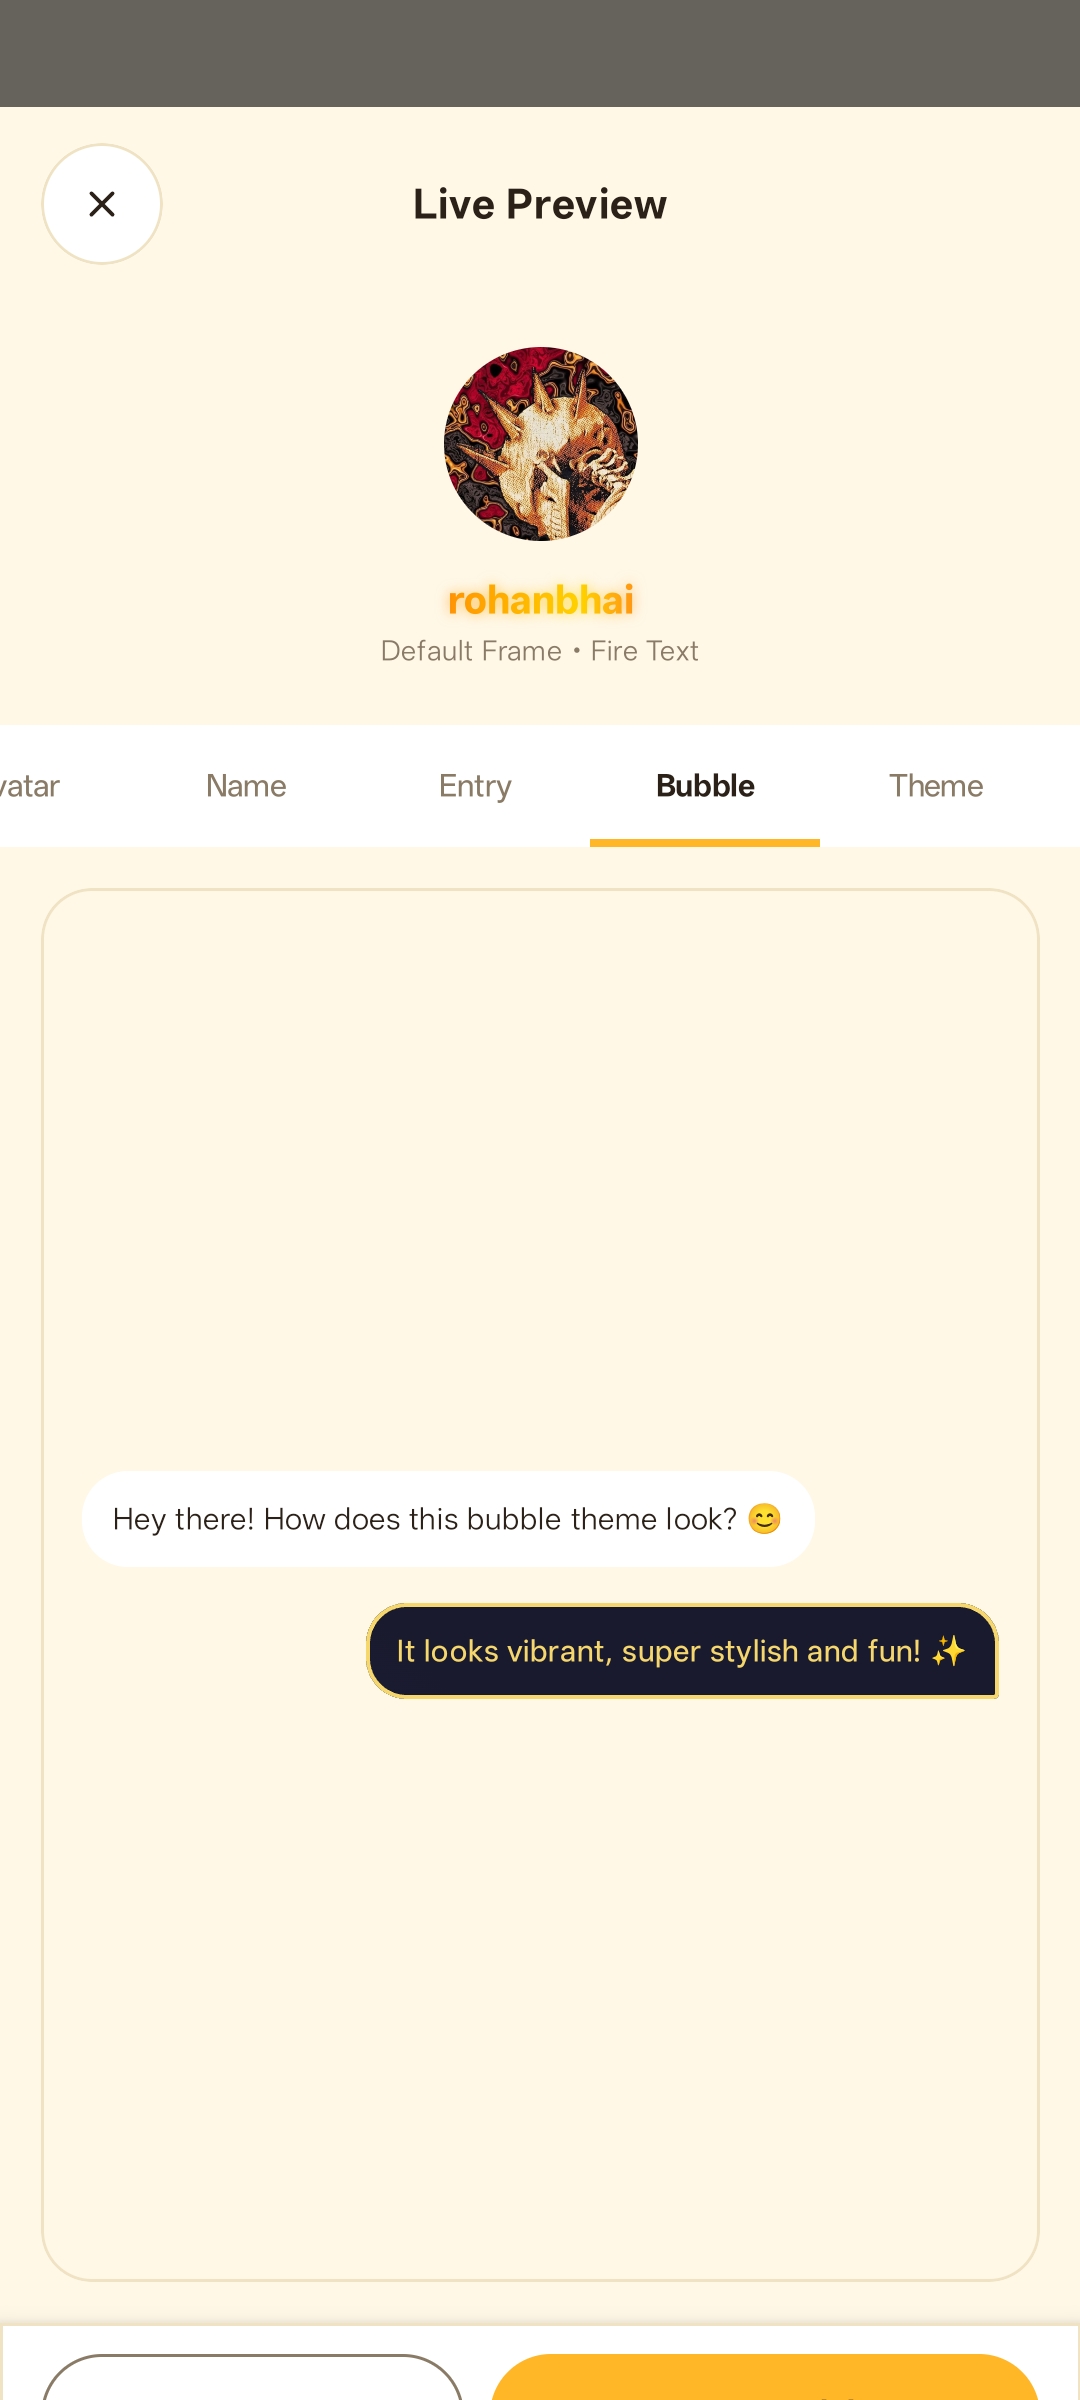 Live Preview
rohanbhai
Default Frame • Fire Text
vatar Name Entry Bubble Theme
Hey there! How does this bubble theme look? 😊
It looks vibrant, super stylish and fun! ✨